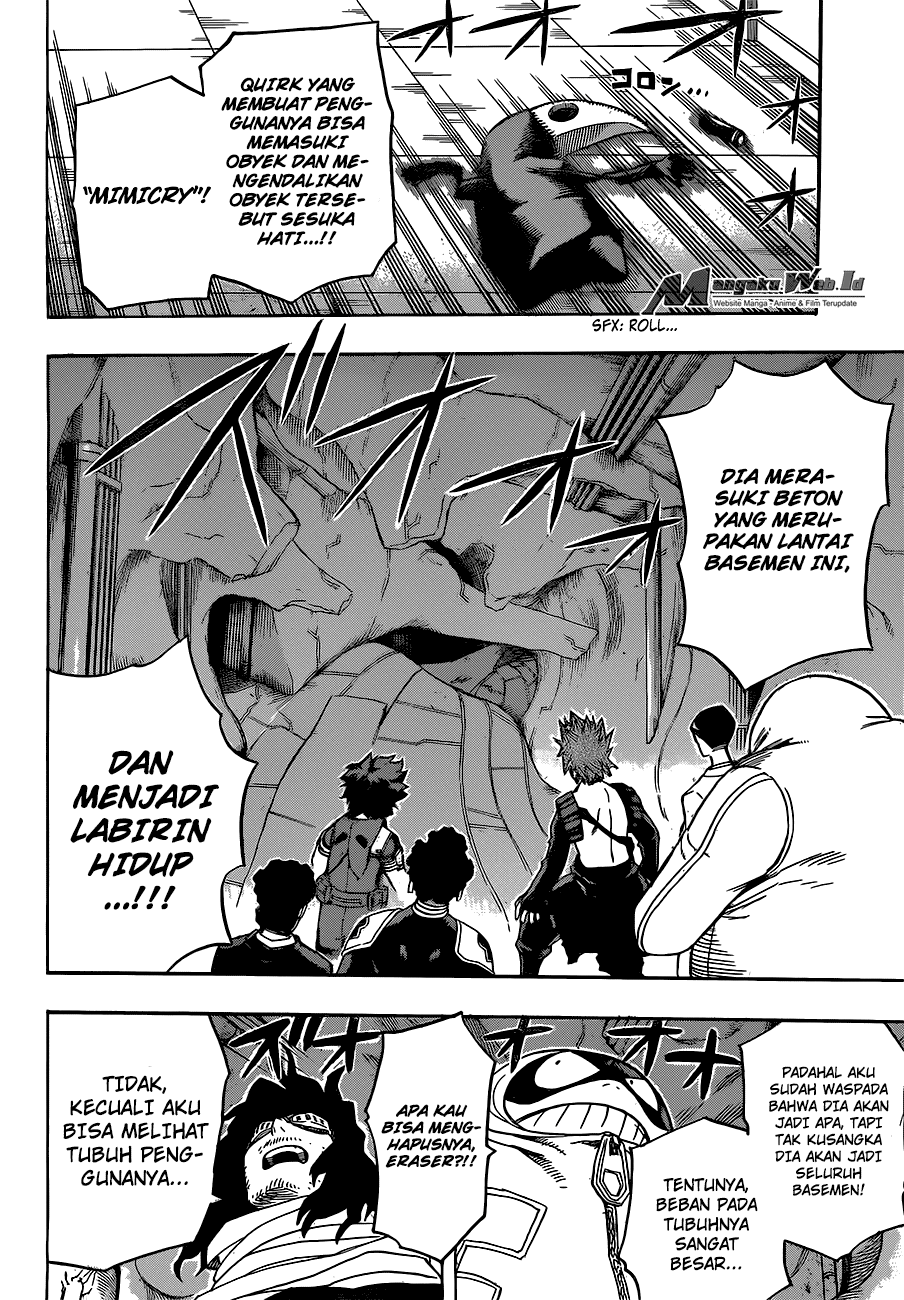 QUIRK YANG
MEMBUAT PENG-
GUNANYA BISA
MEMASUKI
OBYEK DAN ME-
NGENDALIKAN
OBYEK TERSE-
BUT SESUKA
HATI...!!
"MIMICRY"!
コロン...
Mangaku.Web.Id
Website Manga - Anime & Film Terupdate
SFX: ROLL...
DIA MERA-
SUKI BETON
YANG MERU-
PAKAN LANTAI
BASEMEN INI,
DAN
MENJADI
LABIRIN
HIDUP
...!!!
PADAHAL AKU
SUDAH WASPADA
BAHWA DIA AKAN
JADI APA, TAPI
TAK KUSANGKA
DIA AKAN JADI
SELURUH
BASEMEN!
TENTUNYA,
BEBAN PADA
TUBUHNYA
SANGAT
BESAR...
APA KAU
BISA MENG-
HAPUSNYA,
ERASER?!!
TIDAK,
KECUALI AKU
BISA MELIHAT
TUBUH PENG-
GUNANYA...